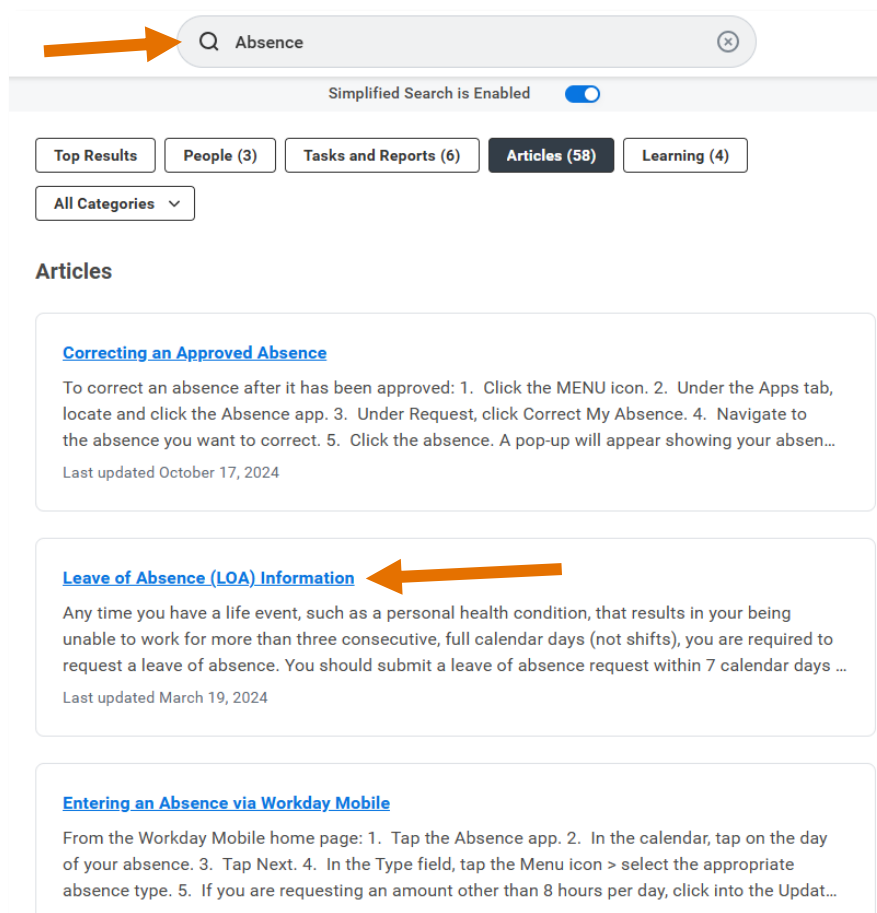 Absence
Simplified Search is Enabled
Top Results People (3) Tasks and Reports (6) Articles (58) Learning (4)
All Categories
Articles
Correcting an Approved Absence
To correct an absence after it has been approved: 1. Click the MENU icon. 2. Under the Apps tab,
locate and click the Absence app. 3. Under Request, click Correct My Absence. 4. Navigate to
the absence you want to correct. 5. Click the absence. A pop-up will appear showing your absen...
Last updated October 17, 2024
Leave of Absence (LOA) Information
Any time you have a life event, such as a personal health condition, that results in your being
unable to work for more than three consecutive, full calendar days (not shifts), you are required to
request a leave of absence. You should submit a leave of absence request within 7 calendar days ...
Last updated March 19, 2024
Entering an Absence via Workday Mobile
From the Workday Mobile home page: 1. Tap the Absence app. 2. In the calendar, tap on the day
of your absence. 3. Tap Next. 4. In the Type field, tap the Menu icon > select the appropriate
absence type. 5. If you are requesting an amount other than 8 hours per day, click into the Updat...